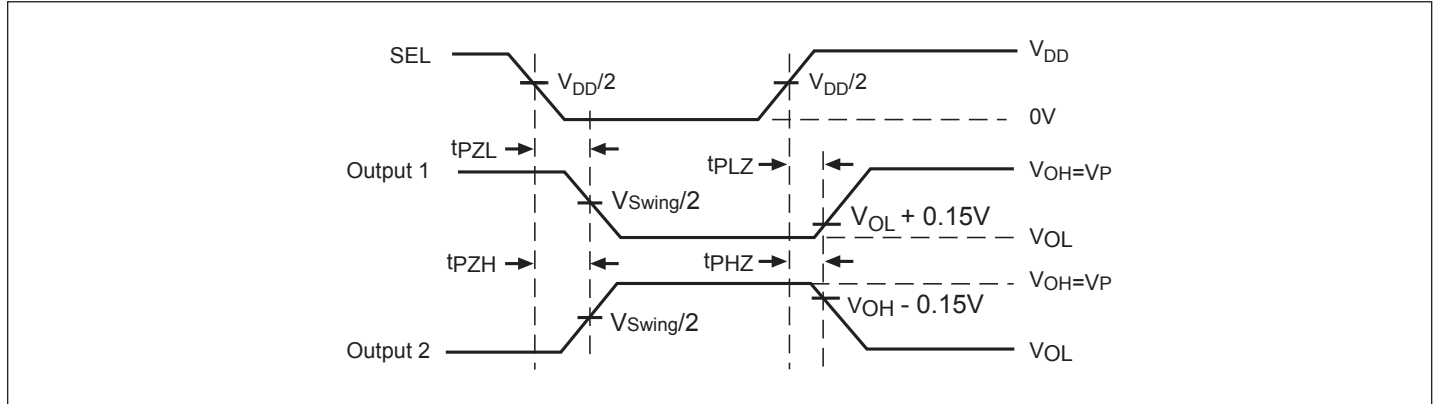 SEL
VDD/2
VDD/2
VDD
0V
tPZL
tPLZ
Output 1
VOH=VP
VSwing/2
VOL + 0.15V
VOL
tPZH
tPHZ
VOH=VP
VOH - 0.15V
VSwing/2
Output 2
VOL